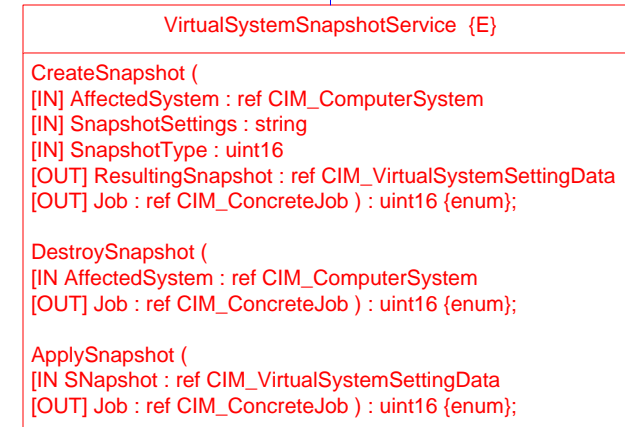 VirtualSystemSnapshotService {E}
CreateSnapshot (
[IN] AffectedSystem : ref CIM_ComputerSystem
[IN] SnapshotSettings : string
[IN] SnapshotType : uint16
[OUT] ResultingSnapshot : ref CIM_VirtualSystemSettingData
[OUT] Job : ref CIM_ConcreteJob ) : uint16 {enum};
DestroySnapshot (
[IN AffectedSystem : ref CIM_ComputerSystem
[OUT] Job : ref CIM_ConcreteJob ) : uint16 {enum};
ApplySnapshot (
[IN SNapshot : ref CIM_VirtualSystemSettingData
[OUT] Job : ref CIM_ConcreteJob ) : uint16 {enum};